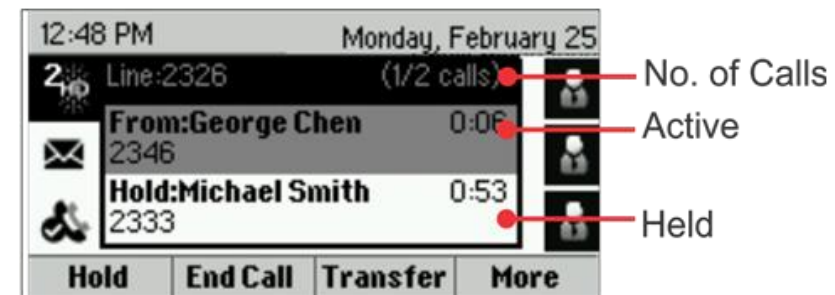 12:48 PM Monday, February 25
2HD Line:2326 (1/2 calls) No. of Calls
From:George Chen 0:06 Active
2346
Hold:Michael Smith 0:53
2333 Held
Hold End Call Transfer More